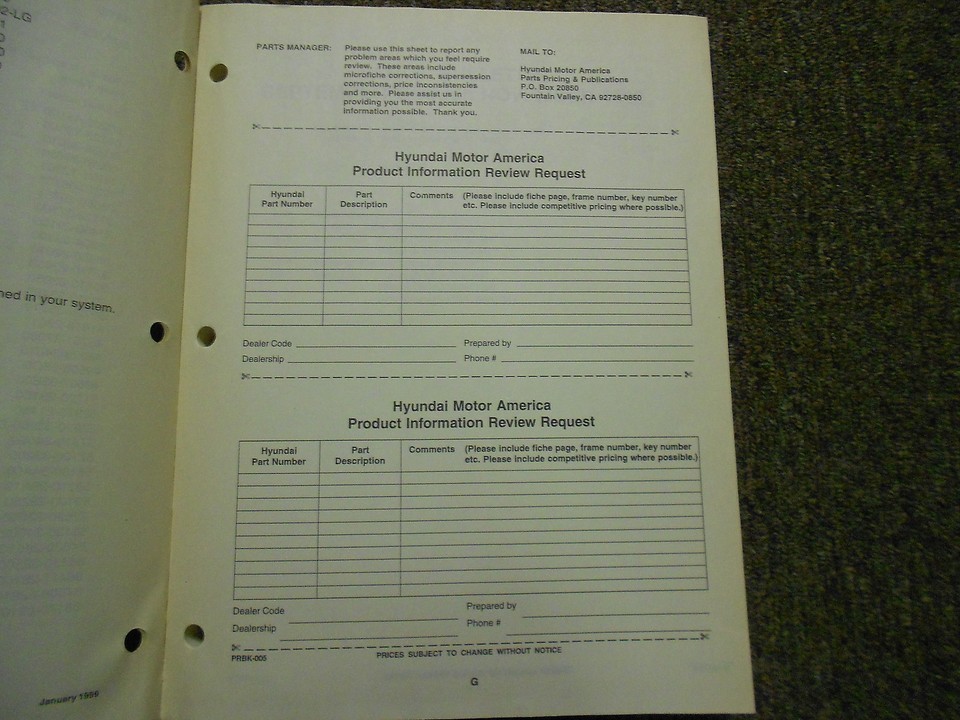 2-LG
ned in your system.
January 1999
PARTS MANAGER: Please use this sheet to report any
problem areas which you feel require
review. These areas include
microfiche corrections, supersession
corrections, price inconsistencies
and more. Please assist us in
providing you the most accurate
information possible. Thank you.
MAIL TO:
Hyundai Motor America
Parts Pricing & Publications
P.O. Box 20850
Fountain Valley, CA 92728-0850
Hyundai Motor America
Product Information Review Request
Hyundai
Part Number
Part
Description
Comments (Please include fiche page, frame number, key number
etc. Please include competitive pricing where possible.)
Dealer Code
Prepared by
Dealership
Phone #
Hyundai Motor America
Product Information Review Request
Hyundai
Part Number
Part
Description
Comments (Please include fiche page, frame number, key number
etc. Please include competitive pricing where possible.)
Dealer Code
Prepared by
Dealership
Phone #
PRBK-005
PRICES SUBJECT TO CHANGE WITHOUT NOTICE
G